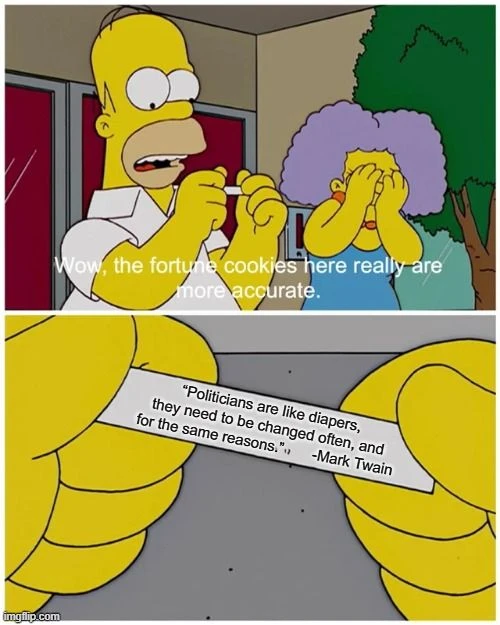 Wow, the fortune cookies here really are
more accurate.
“Politicians are like diapers,
they need to be changed often, and
for the same reasons.” -Mark Twain
imgflip.com